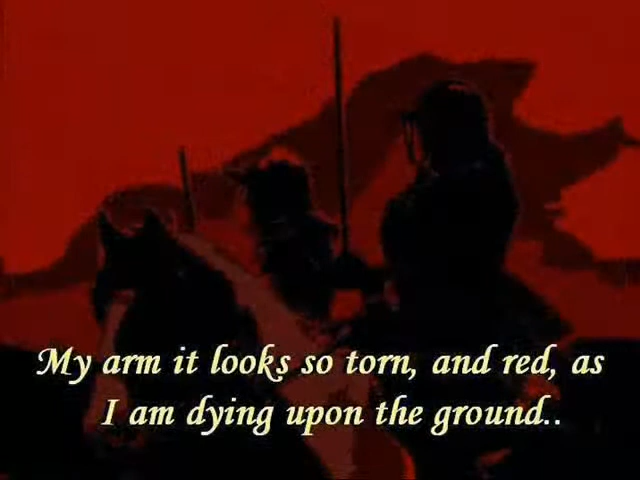 My arm it looks so torn, and red, as
I am dying upon the ground..